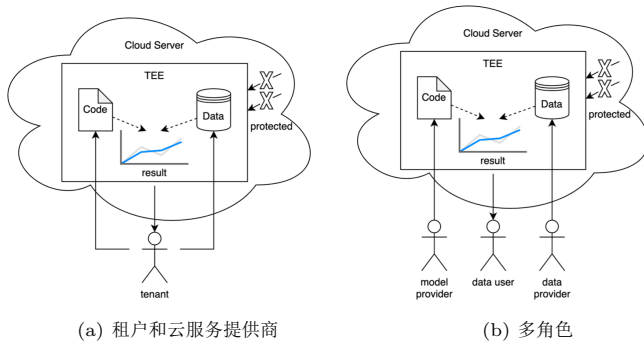 Cloud Server
TEE
Code
Data
protected
result
tenant
(a) 租户和云服务提供商
Cloud Server
TEE
Code
Data
protected
result
model
provider
data user
data
provider
(b) 多角色